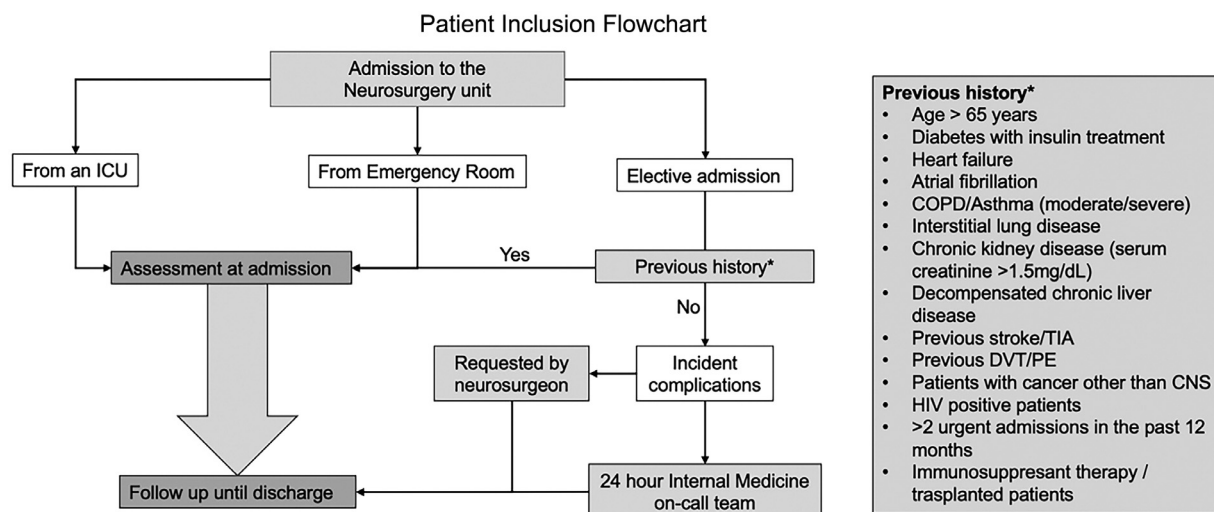 Patient Inclusion Flowchart
Admission to the
Neurosurgery unit
From an ICU
From Emergency Room
Elective admission
Assessment at admission
Yes
Previous history*
No
Requested by
neurosurgeon
Incident
complications
Follow up until discharge
24 hour Internal Medicine
on-call team
Previous history*
• Age > 65 years
• Diabetes with insulin treatment
• Heart failure
• Atrial fibrillation
• COPD/Asthma (moderate/severe)
• Interstitial lung disease
• Chronic kidney disease (serum
creatinine >1.5mg/dL)
• Decompensated chronic liver
disease
• Previous stroke/TIA
• Previous DVT/PE
• Patients with cancer other than CNS
• HIV positive patients
• >2 urgent admissions in the past 12
months
• Immunosuppresant therapy /
trasplanted patients